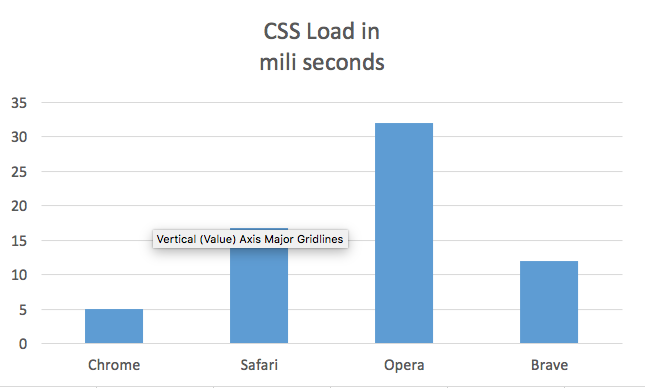 CSS Load in
mili seconds
35
30
25
20
15
10
5
0
Vertical (Value) Axis Major Gridlines
Chrome Safari Opera Brave